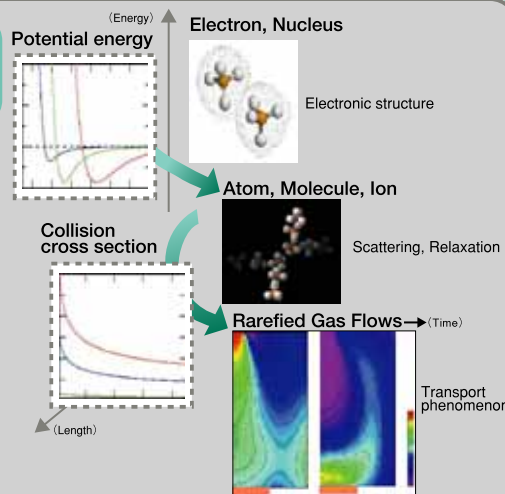 (Energy)
Electron, Nucleus
Potential energy
Electronic structure
Atom, Molecule, Ion
Collision
cross section
Scattering, Relaxation
Rarefied Gas Flows
(Time)
Transport
phenomenon
(Length)